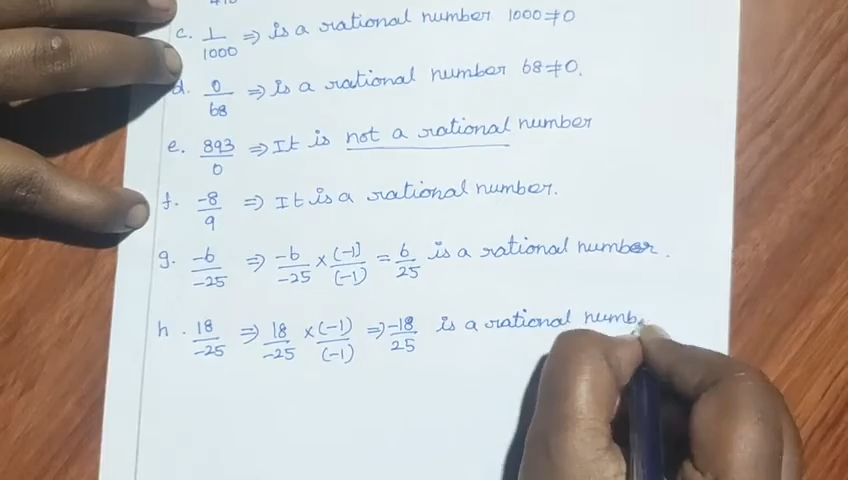 c. 1/1000 ⇒ is a rational number 1000≠0
d. 0/68 ⇒ is a rational number 68≠0.
e. 893/0 ⇒ It is not a rational number
f. -8/9 ⇒ It is a rational number.
g. -6/-25 ⇒ -6/-25 × (-1)/(-1) = 6/25 is a rational number.
h. 18/-25 ⇒ 18/-25 × (-1)/(-1) ⇒ -18/25 is a rational numb